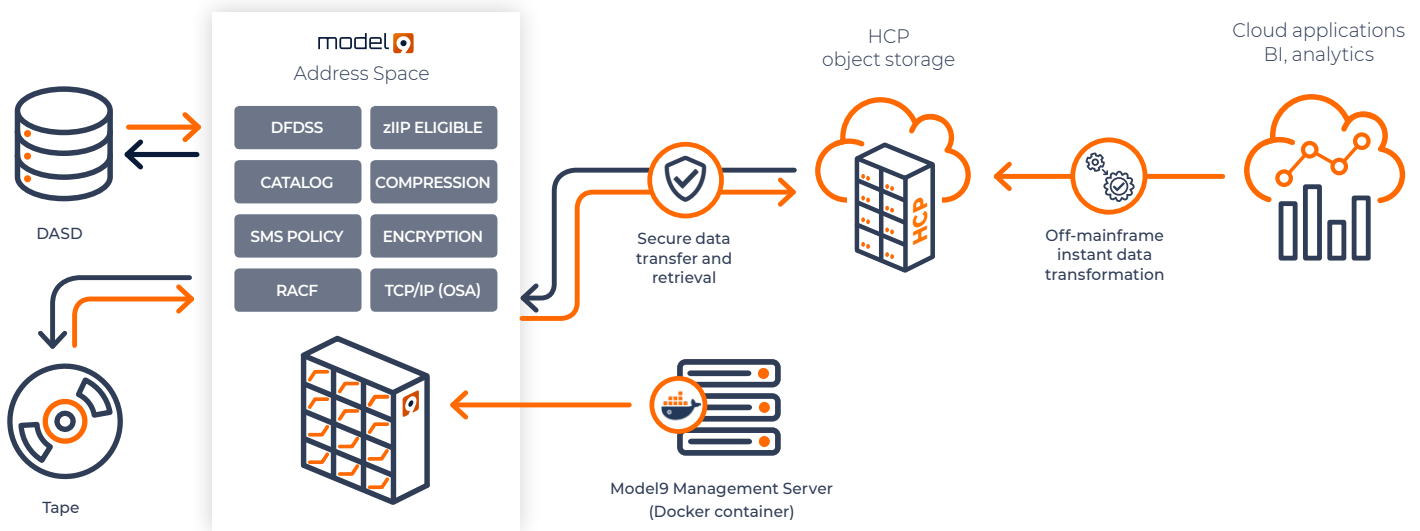 model9
Address Space
DFDSS
zIIP ELIGIBLE
CATALOG
COMPRESSION
SMS POLICY
ENCRYPTION
RACF
TCP/IP (OSA)
DASD
Tape
Secure data
transfer and
retrieval
HCP
object storage
HCP
Off-mainframe
instant data
transformation
Cloud applications
BI, analytics
Model9 Management Server
(Docker container)